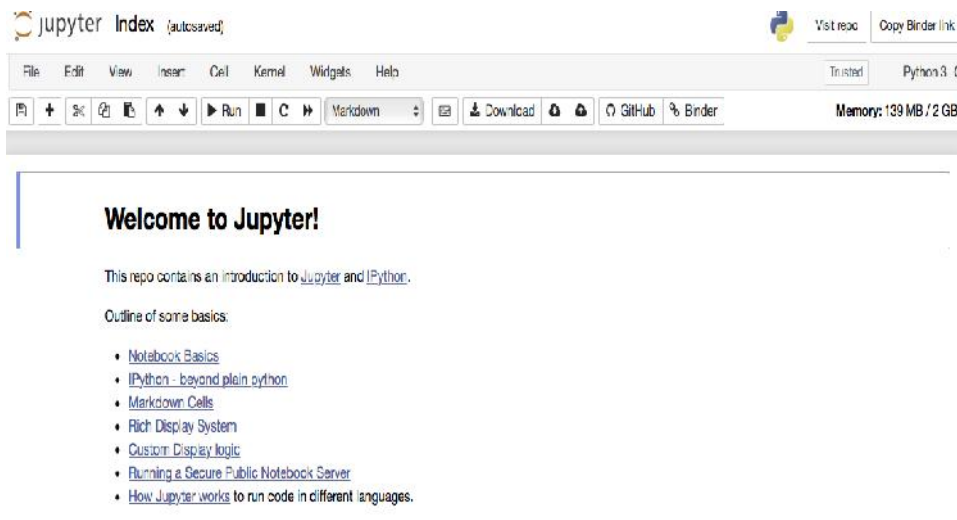 jupyter Index (autosaved)
Visit repo Copy Binder link
File Edit View Insert Cell Kernel Widgets Help
Trusted Python 3
Run C Markdown Download GitHub Binder
Memory: 139 MB / 2 GB
Welcome to Jupyter!
This repo contains an introduction to Jupyter and IPython.
Outline of some basics:
• Notebook Basics
• IPython - beyond plain python
• Markdown Cells
• Rich Display System
• Custom Display logic
• Running a Secure Public Notebook Server
• How Jupyter works to run code in different languages.